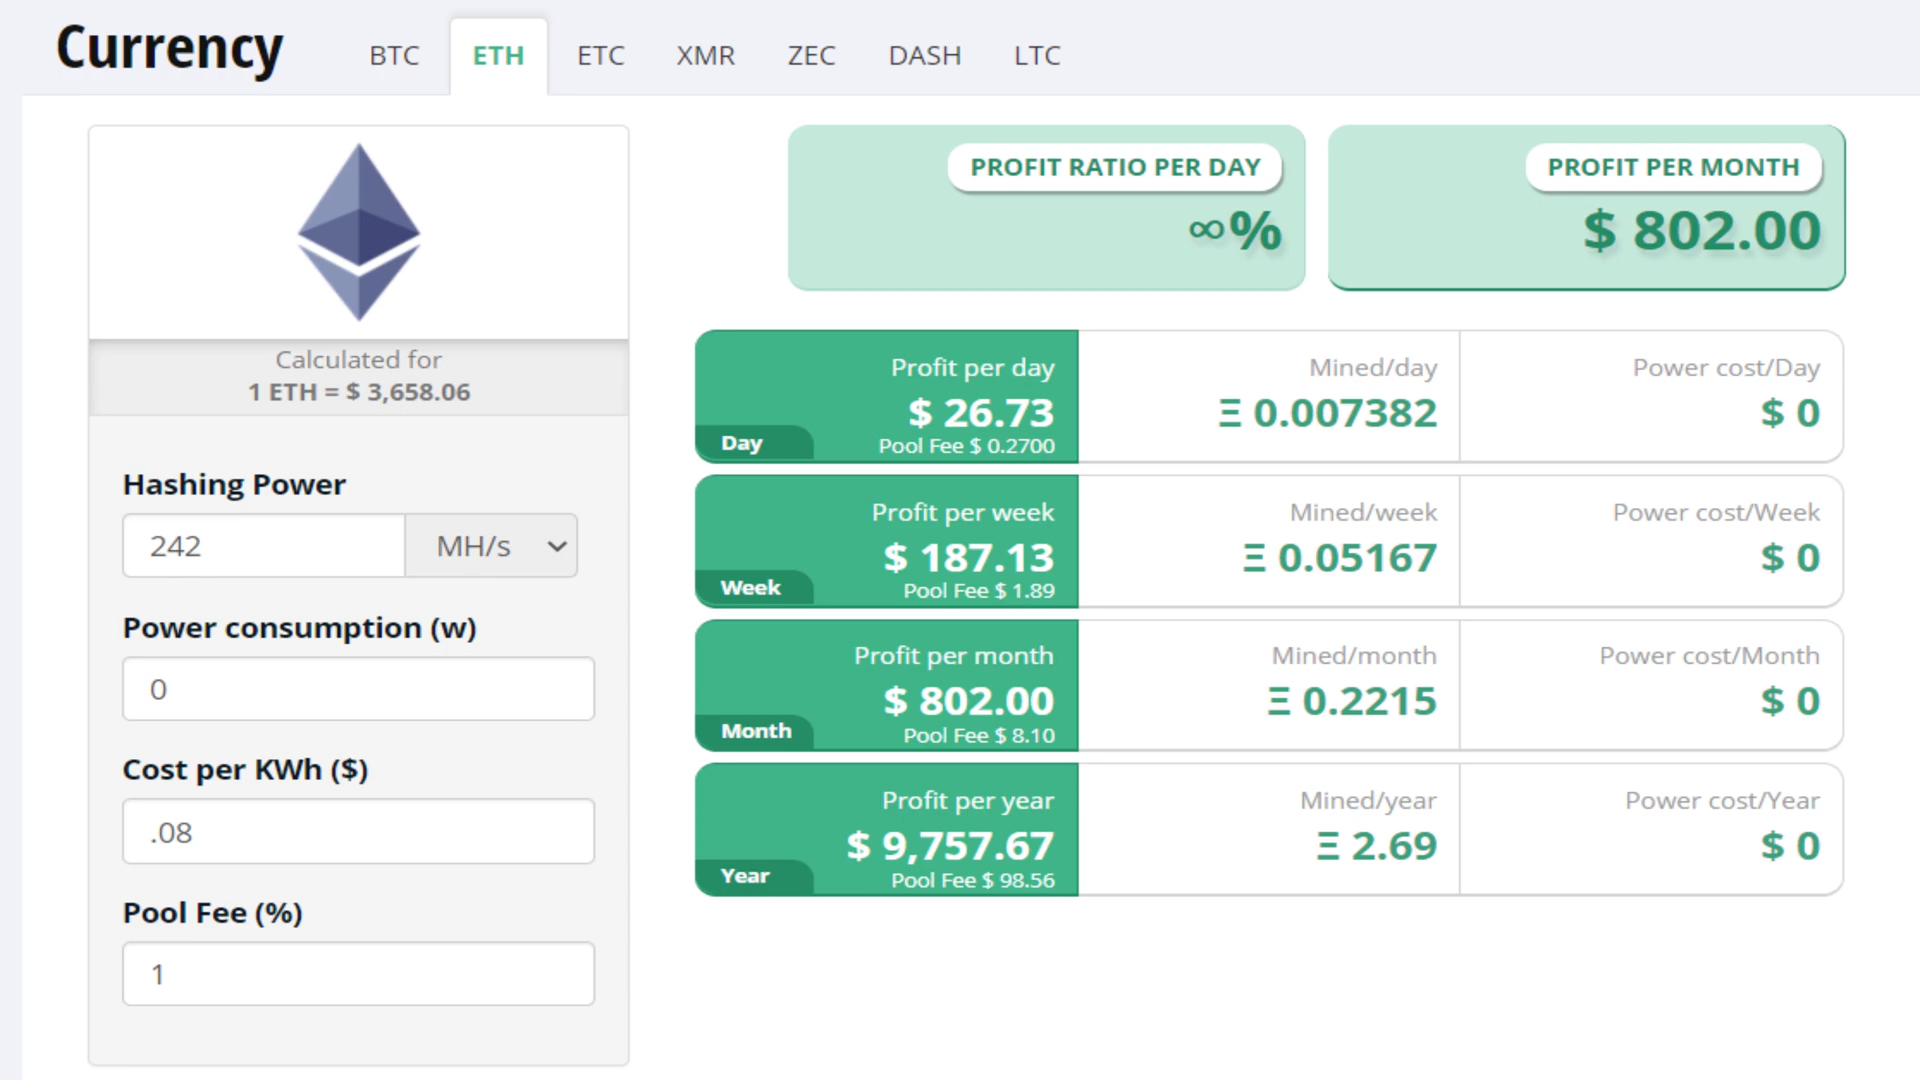 Currency
BTC
ETH
ETC
XMR
ZEC
DASH
LTC
Calculated for
1 ETH = $ 3,658.06
Hashing Power
242
MH/s
Power consumption (w)
0
Cost per KWh ($)
.08
Pool Fee (%)
1
PROFIT RATIO PER DAY
∞%
PROFIT PER MONTH
$ 802.00
Profit per day
$ 26.73
Pool Fee $ 0.2700
Day
Mined/day
Ξ 0.007382
Power cost/Day
$ 0
Profit per week
$ 187.13
Pool Fee $ 1.89
Week
Mined/week
Ξ 0.05167
Power cost/Week
$ 0
Profit per month
$ 802.00
Pool Fee $ 8.10
Month
Mined/month
Ξ 0.2215
Power cost/Month
$ 0
Profit per year
$ 9,757.67
Pool Fee $ 98.56
Year
Mined/year
Ξ 2.69
Power cost/Year
$ 0